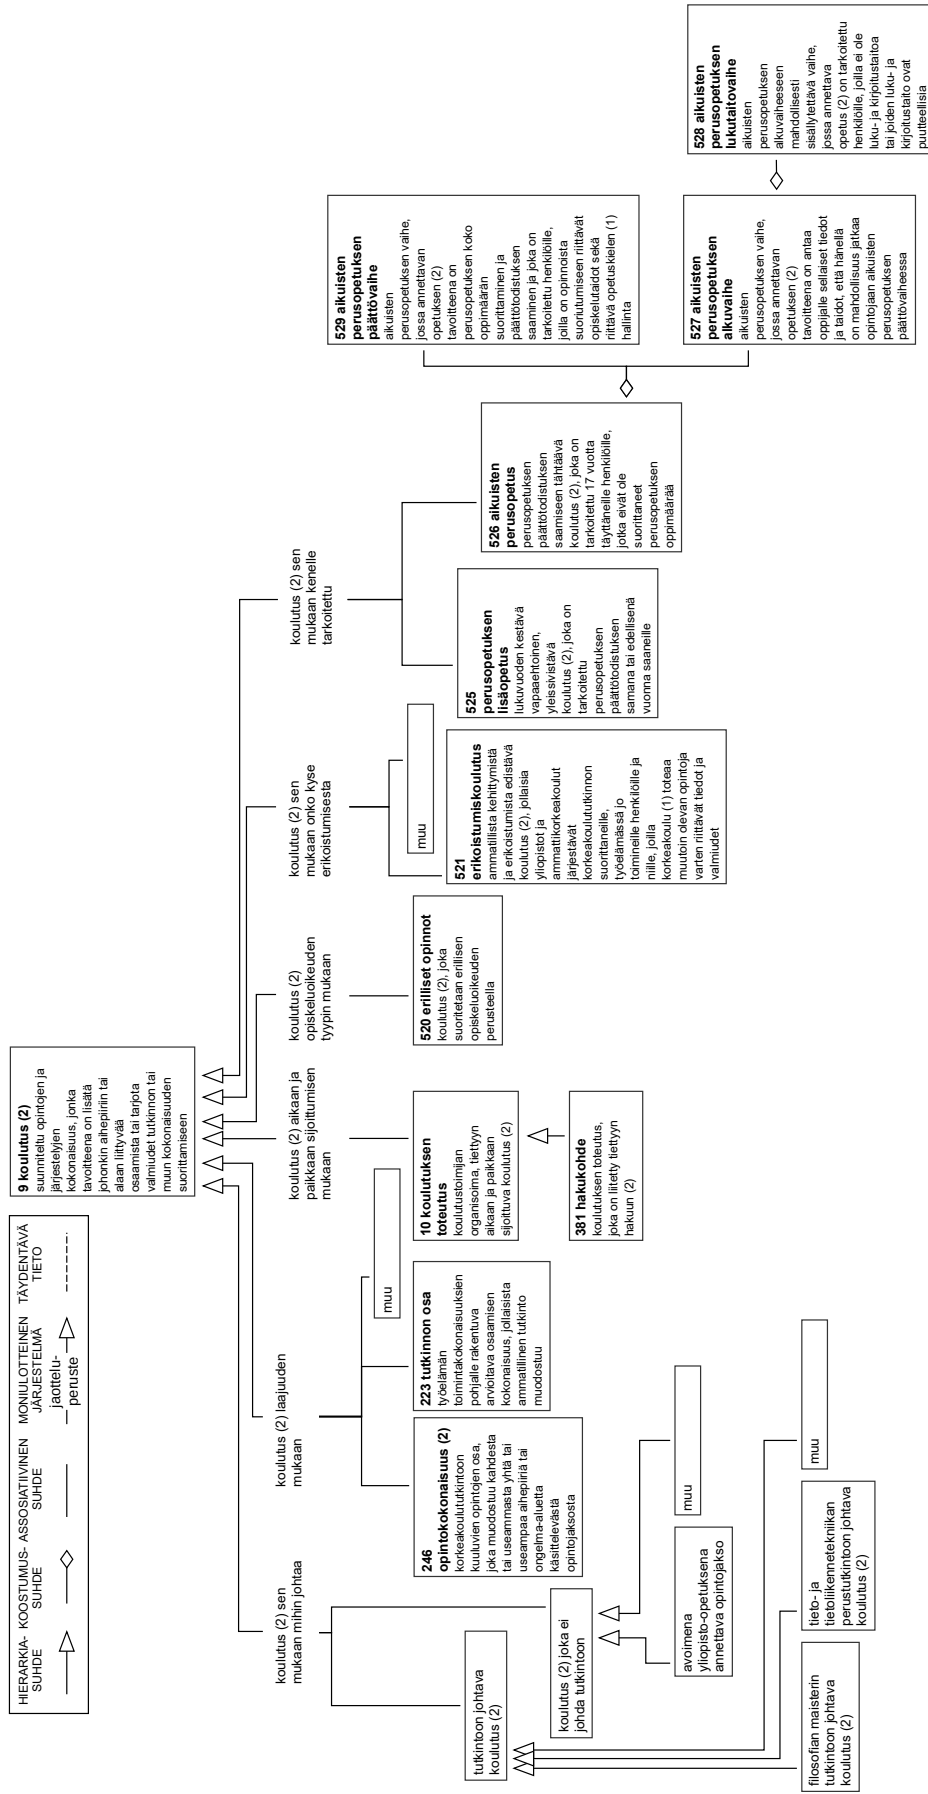 HIERARKIA-
SUHDE
KOOSTUMUS-
SUHDE
ASSOSIATIIVINEN
SUHDE
MONIULOTTEINEN
JÄRJESTELMÄ
jaottelu-
peruste
TÄYDENTÄVÄ
TIETO
9 koulutus (2)
suunniteltu opintojen ja
järjestelyjen
kokonaisuus, jonka
tavoitteena on lisätä
johonkin aihepiiriin tai
alaan liittyvää
osaamista tai tarjota
valmiudet tutkinnon tai
muun kokonaisuuden
suorittamiseen
koulutus (2) sen
mukaan mihin johtaa
koulutus (2) laajuuden
mukaan
koulutus (2) aikaan ja
paikkaan sijoittumisen
mukaan
koulutus (2)
opiskeluoikeuden
tyypin mukaan
koulutus (2) sen
mukaan onko kyse
erikoistumisesta
koulutus (2) sen
mukaan kenelle
tarkoitettu
tutkintoon johtava
koulutus (2)
koulutus (2) joka ei
johda tutkintoon
filosofian maisterin
tutkintoon johtava
koulutus (2)
tieto- ja
tietoliikennetekniikan
perustutkintoon johtava
koulutus (2)
muu
avoimena
yliopisto-opetuksena
annettava opintojakso
muu
246
opintokokonaisuus (2)
korkeakoulututkintoon
kuuluvien opintojen osa,
joka muodostuu kahdesta
tai useammasta yhtä tai
useampaa aihepiiriä tai
ongelma-aluetta
käsittelevästä
opintojaksosta
223 tutkinnon osa
työelämän
toimintakokonaisuuksien
pohjalle rakentuva
arvioitava osaamisen
kokonaisuus, jollaisista
ammatillinen tutkinto
muodostuu
muu
10 koulutuksen
toteutus
koulutustoimijan
organisoima, tiettyyn
aikaan ja paikkaan
sijoittuva koulutus (2)
381 hakukohde
koulutuksen toteutus,
joka on liitetty tiettyyn
hakuun (2)
520 erilliset opinnot
koulutus (2), joka
suoritetaan erillisen
opiskeluoikeuden
perusteella
521
erikoistumiskoulutus
ammatillista kehittymistä
ja erikoistumista edistävä
koulutus (2), jollaisia
yliopistot ja
ammattikorkeakoulut
järjestävät
korkeakoulututkinnon
suorittaneille,
työelämässä jo
toimineille henkilöille ja
niille, joilla
korkeakoulu (1) toteaa
muutoin olevan opintoja
varten riittävät tiedot ja
valmiudet
muu
525
perusopetuksen
lisäopetus
lukuvuoden kestävä
vapaaehtoinen,
yleissivistävä
koulutus (2), joka on
tarkoitettu
perusopetuksen
päättötodistuksen
samana tai edellisenä
vuonna saaneille
526 aikuisten
perusopetus
perusopetuksen
päättötodistuksen
saamiseen tähtäävä
koulutus (2), joka on
tarkoitettu 17 vuotta
täyttäneille henkilöille,
jotka eivät ole
suorittaneet
perusopetuksen
oppimäärää
529 aikuisten
perusopetuksen
päättövaihe
aikuisten
perusopetuksen vaihe,
jossa annettavan
opetuksen (2)
tavoitteena on
perusopetuksen koko
oppimäärän
suorittaminen ja
päättötodistuksen
saaminen ja joka on
tarkoitettu henkilöille,
joilla on opinnoista
suoriutumiseen riittävät
opiskelutaidot sekä
riittävä opetuskielen (1)
hallinta
527 aikuisten
perusopetuksen
alkuvaihe
aikuisten
perusopetuksen vaihe,
jossa annettavan
opetuksen (2)
tavoitteena on antaa
oppijalle sellaiset tiedot
ja taidot, että hänellä
on mahdollisuus jatkaa
opintojaan aikuisten
perusopetuksen
päättövaiheessa
528 aikuisten
perusopetuksen
lukutaitovaihe
aikuisten
perusopetuksen
alkuvaiheeseen
mahdollisesti
sisällytettävä vaihe,
jossa annettava
opetus (2) on tarkoitettu
henkilöille, joilla ei ole
luku- ja kirjoitustaitoa
tai joiden luku- ja
kirjoitustaito ovat
puutteellisia